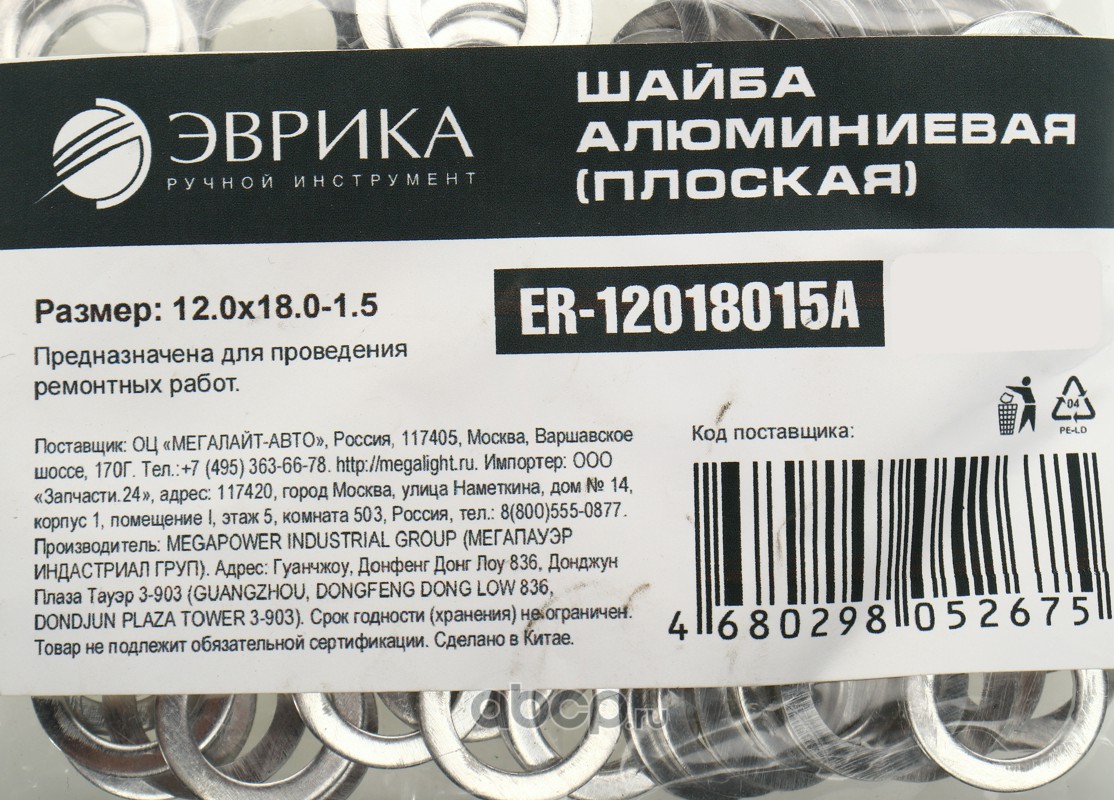 ЭВРИКА
РУЧНОЙ ИНСТРУМЕНТ
ШАЙБА
АЛЮМИНИЕВАЯ
(ПЛОСКАЯ)
Размер: 12.0x18.0-1.5
ER-12018015A
Предназначена для проведения
ремонтных работ.
04
PE-LD
Поставщик: ОЦ «МЕГАЛАЙТ-АВТО», Россия, 117405, Москва, Варшавское
шоссе, 170Г. Тел.:+7 (495) 363-66-78. http://megalight.ru. Импортер: ООО
«Запчасти.24», адрес: 117420, город Москва, улица Наметкина, дом № 14,
корпус 1, помещение I, этаж 5, комната 503, Россия, тел.: 8(800)555-0877.
Производитель: MEGAPOWER INDUSTRIAL GROUP (МЕГАПАУЭР
ИНДАСТРИАЛ ГРУП). Адрес: Гуанчжоу, Донфенг Донг Лоу 836, Донджун
Плаза Тауэр 3-903 (GUANGZHOU, DONGFENG DONG LOW 836,
DONDJUN PLAZA TOWER 3-903). Срок годности (хранения) не ограничен.
Товар не подлежит обязательной сертификации. Сделано в Китае.
Код поставщика:
4 680298 052675
abcp.ru